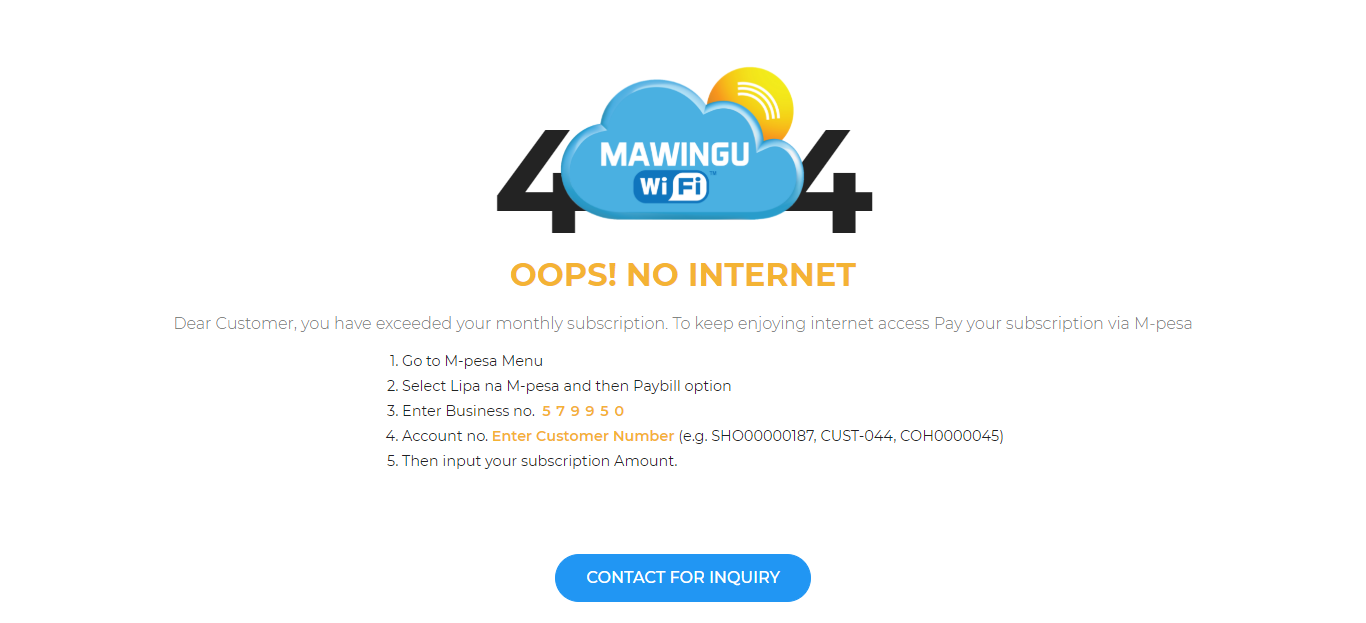 4 4
MAWINGU
Wi Fi ™
OOPS! NO INTERNET
Dear Customer, you have exceeded your monthly subscription. To keep enjoying internet access Pay your subscription via M-pesa
1. Go to M-pesa Menu
2. Select Lipa na M-pesa and then Paybill option
3. Enter Business no. 5 7 9 9 5 0
4. Account no. Enter Customer Number (e.g. SHO00000187, CUST-044, COH0000045)
5. Then input your subscription Amount.
CONTACT FOR INQUIRY